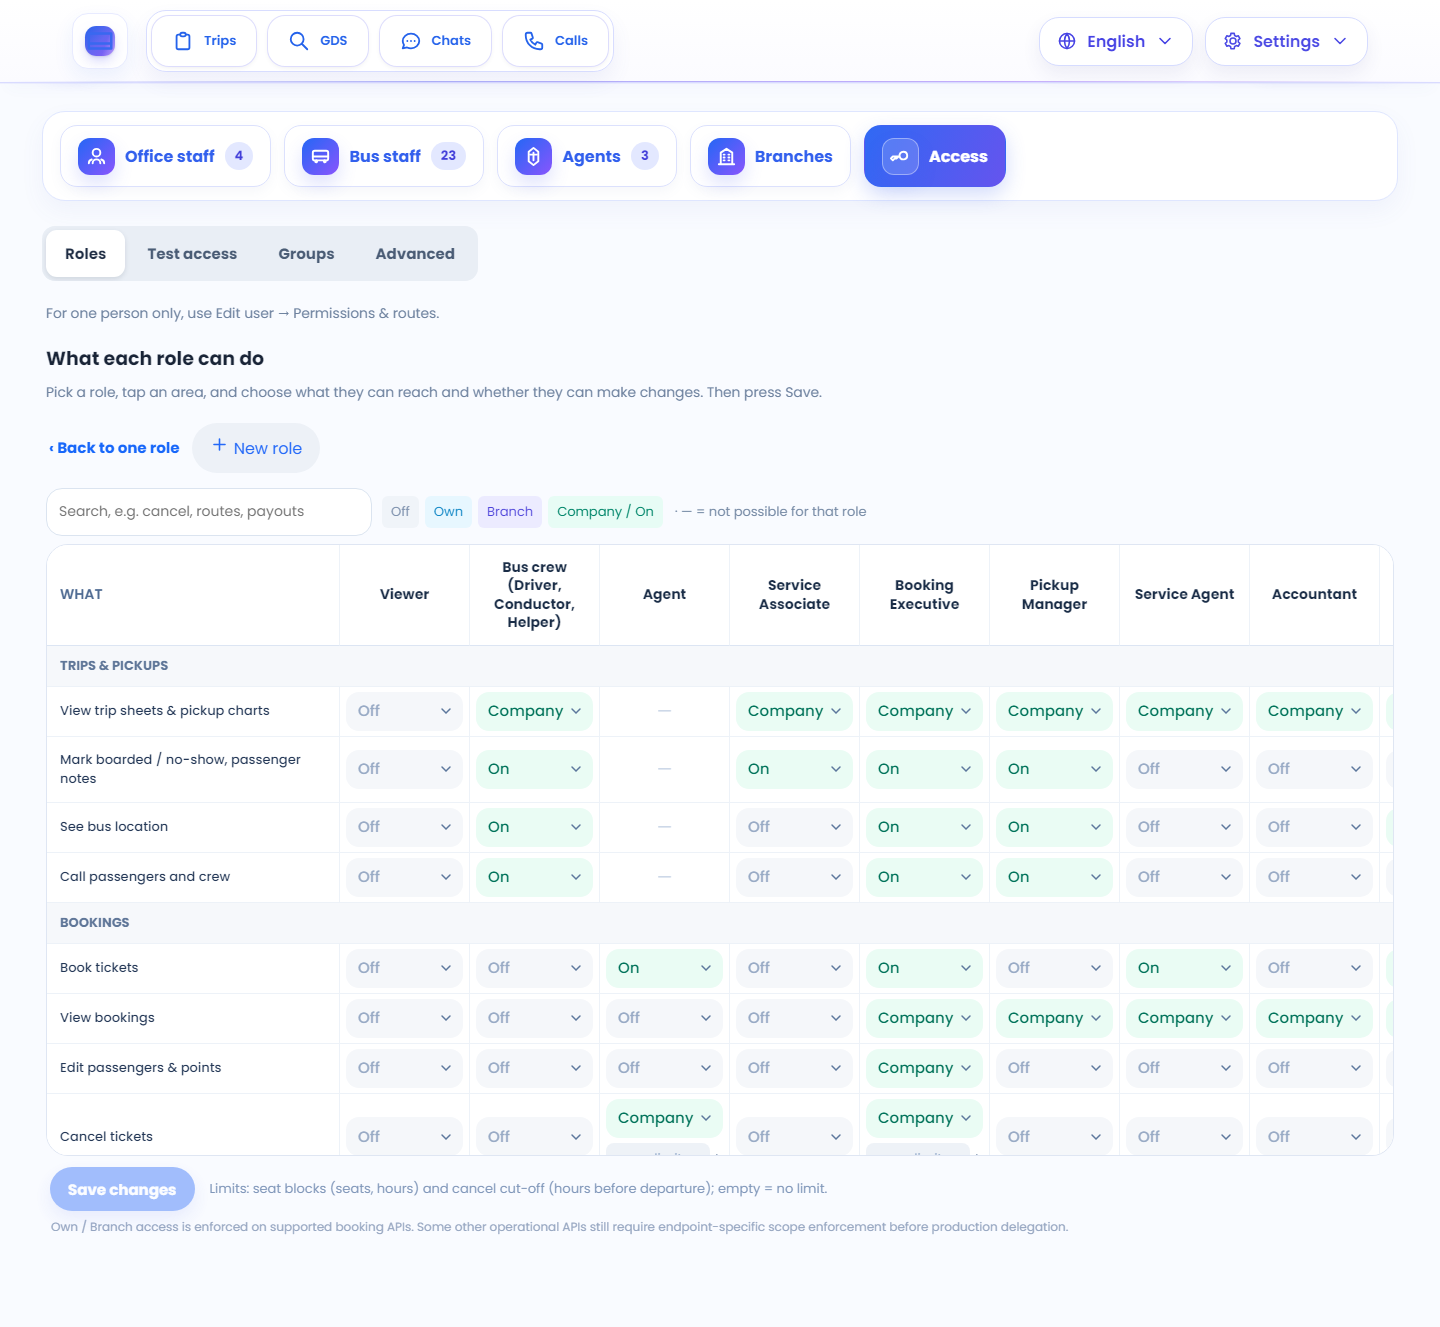 Trips
GDS
Chats
Calls
English
Settings
Office staff 4
Bus staff 23
Agents 3
Branches
Access
Roles
Test access
Groups
Advanced
For one person only, use Edit user → Permissions & routes.
What each role can do
Pick a role, tap an area, and choose what they can reach and whether they can make changes. Then press Save.
‹ Back to one role
+ New role
Search, e.g. cancel, routes, payouts
Off
Own
Branch
Company / On
· — = not possible for that role
WHAT
Viewer
Bus crew
(Driver,
Conductor,
Helper)
Agent
Service
Associate
Booking
Executive
Pickup
Manager
Service Agent
Accountant
TRIPS & PICKUPS
View trip sheets & pickup charts Off Company — Company Company Company Company Company
Mark boarded / no-show, passenger
notes
Off On — On On On Off Off
See bus location Off On — Off On On Off Off
Call passengers and crew Off On — Off On On Off Off
BOOKINGS
Book tickets Off Off On Off On Off On Off
View bookings Off Off Off Off Company Company Company Company
Edit passengers & points Off Off Off Off Company Off Off Off
Cancel tickets Off Off Company Off Company Off Off Off
Save changes
Limits: seat blocks (seats, hours) and cancel cut-off (hours before departure); empty = no limit.
Own / Branch access is enforced on supported booking APIs. Some other operational APIs still require endpoint-specific scope enforcement before production delegation.